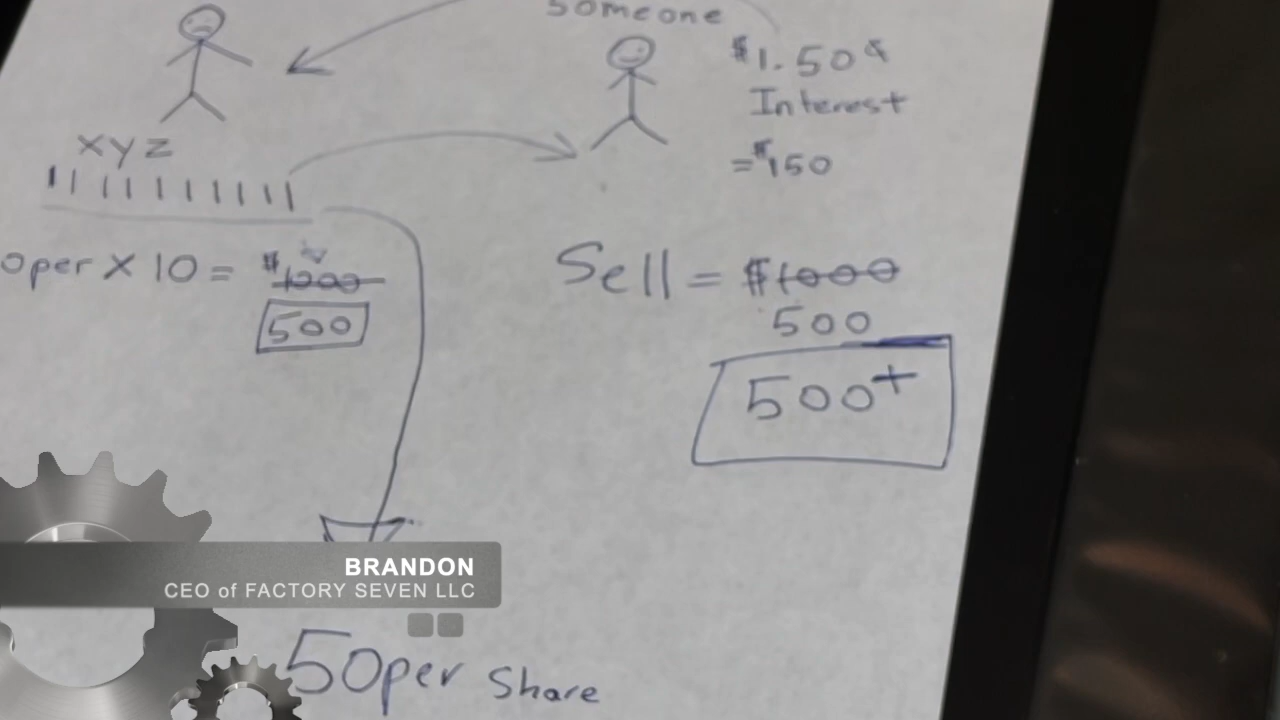 Someone
$1.50 &
Interest
= $150
xyz
0per X 10 = $1000
500
Sell = $1000
500
500+
BRANDON
CEO of FACTORY SEVEN LLC
50per share